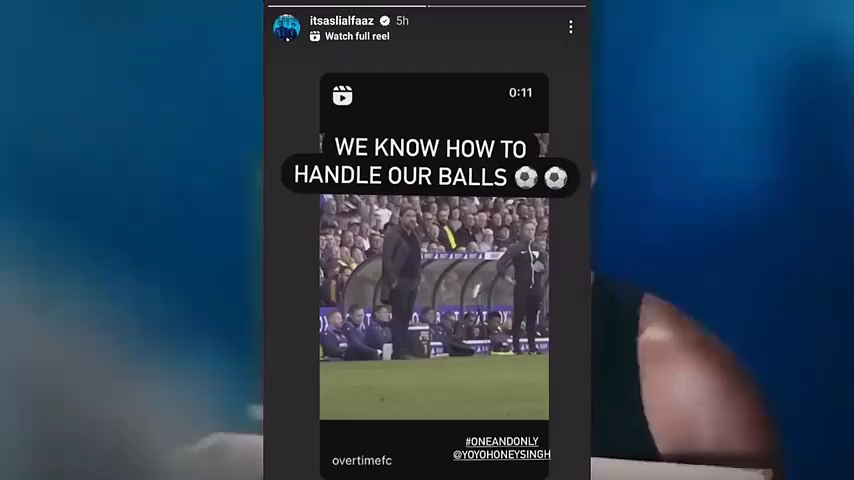 itsaslialfaaz 5h
Watch full reel
0:11
WE KNOW HOW TO
HANDLE OUR BALLS ⚽⚽
#ONEANDONLY
@YOYOHONEYSINGH
overtimefc